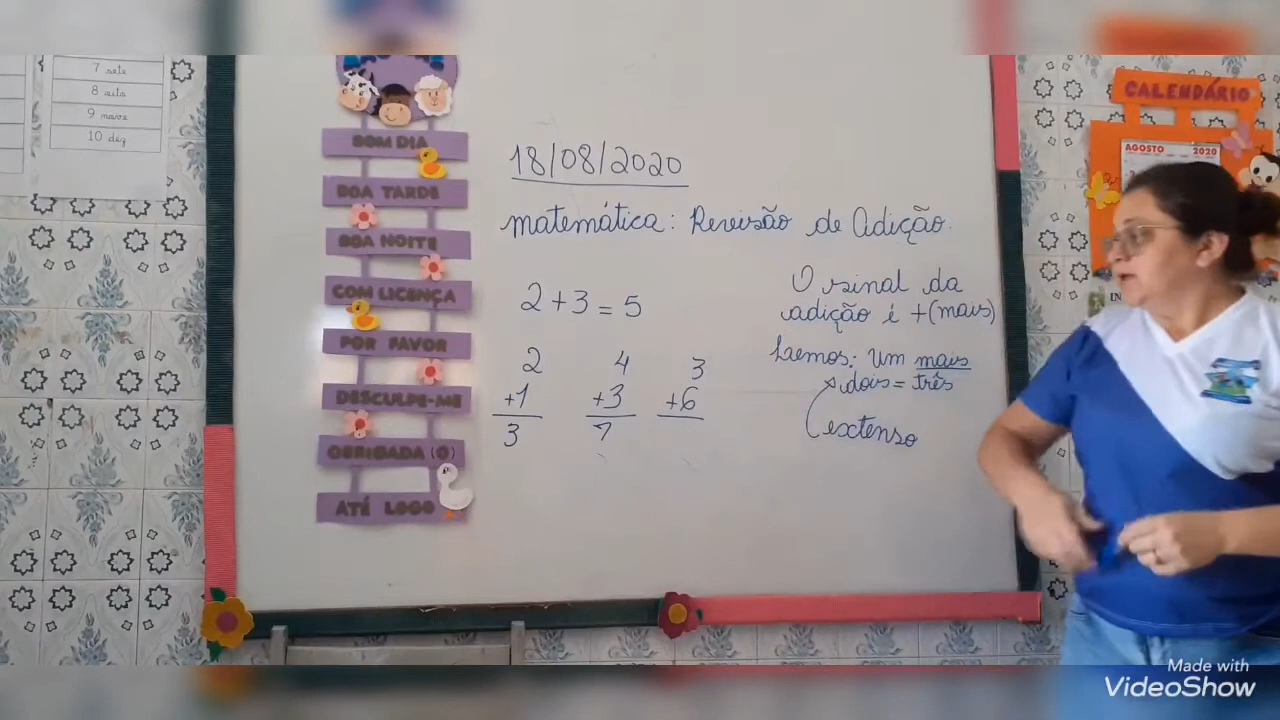 7 sete
8 oito
9 nove
10 dez
BOM DIA
BOA TARDE
BOA NOITE
COM LICENÇA
POR FAVOR
DESCULPE-ME
OBRIGADA (O)
ATÉ LOGO
18/08/2020
matemática: Revisão de Adição.
2+3=5
2
+1
3
4
+3
7
3
+6
O sinal da
adição é +(mais)
Lemos: Um mais
dois = três
extenso
CALENDÁRIO
AGOSTO 2020
Made with
VideoShow